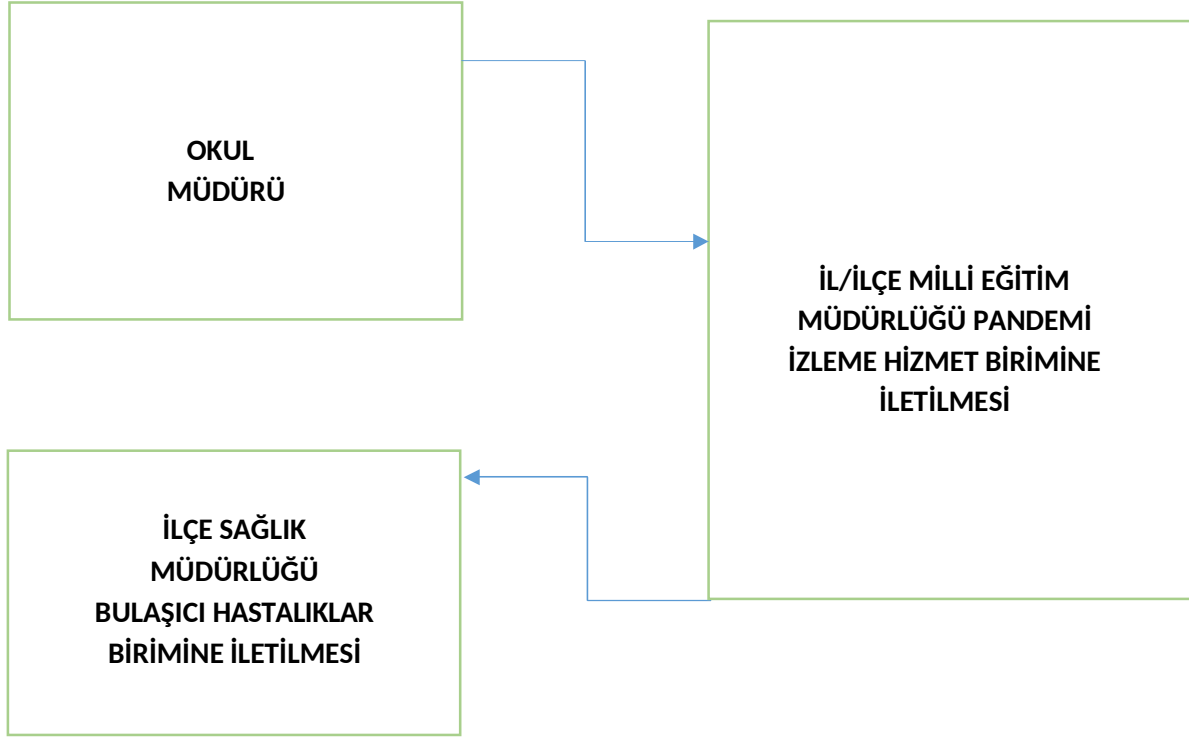 OKUL
MÜDÜRÜ
İL/İLÇE MİLLİ EĞİTİM
MÜDÜRLÜĞÜ PANDEMİ
İZLEME HİZMET BİRİMİNE
İLETİLMESİ
İLÇE SAĞLIK
MÜDÜRLÜĞÜ
BULAŞICI HASTALIKLAR
BİRİMİNE İLETİLMESİ